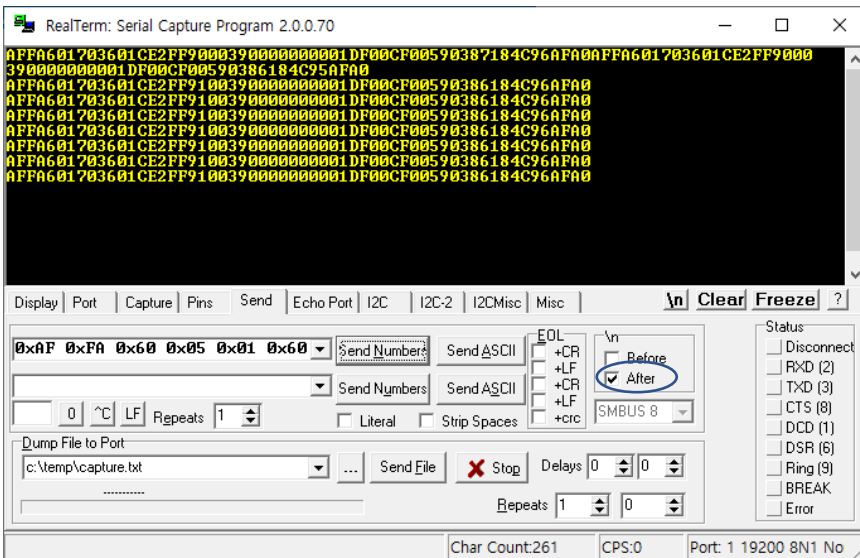 RealTerm: Serial Capture Program 2.0.0.70
AFFA601703601CE2FF9000390000000001DF00CF00590387184C96AFA0AFFA601703601CE2FF9000
390000000001DF00CF00590386184C95AFA0
AFFA601703601CE2FF9100390000000001DF00CF00590386184C96AFA0
AFFA601703601CE2FF9100390000000001DF00CF00590386184C96AFA0
AFFA601703601CE2FF9100390000000001DF00CF00590386184C96AFA0
AFFA601703601CE2FF9100390000000001DF00CF00590386184C96AFA0
AFFA601703601CE2FF9100390000000001DF00CF00590386184C96AFA0
AFFA601703601CE2FF9100390000000001DF00CF00590386184C96AFA0
AFFA601703601CE2FF9100390000000001DF00CF00590386184C96AFA0
Display Port Capture Pins Send Echo Port I2C I2C-2 I2CMisc Misc \n Clear Freeze ?
0xAF 0xFA 0x60 0x05 0x01 0x60 Send Numbers Send ASCII
EOL
+CR
+LF
+CR
+LF
+crc
\n
Before
After
SMBUS 8
Send Numbers Send ASCII
0 ^C LF Repeats 1 Literal Strip Spaces
Dump File to Port
c:\temp\capture.txt ... Send File Stop Delays 0 0
Repeats 1 0
Status
Disconnect
RXD (2)
TXD (3)
CTS (8)
DCD (1)
DSR (6)
Ring (9)
BREAK
Error
Char Count:261 CPS:0 Port: 1 19200 8N1 No